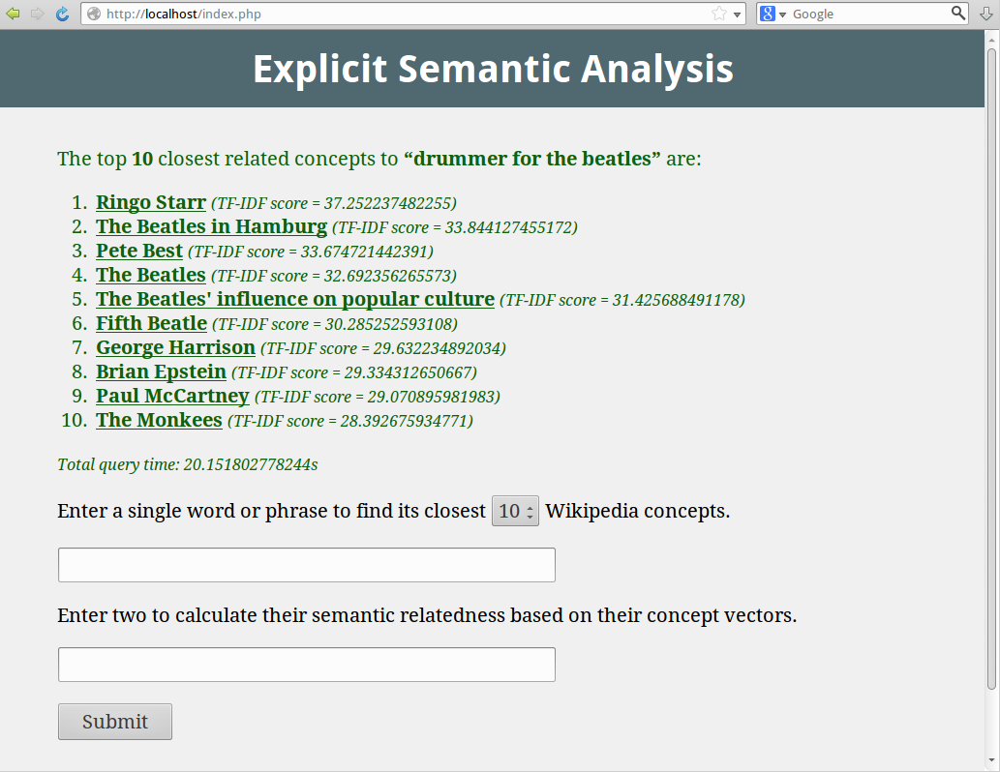 http://localhost/index.php
8 Google
Explicit Semantic Analysis
The top 10 closest related concepts to “drummer for the beatles” are:
1. Ringo Starr (TF-IDF score = 37.252237482255)
2. The Beatles in Hamburg (TF-IDF score = 33.844127455172)
3. Pete Best (TF-IDF score = 33.674721442391)
4. The Beatles (TF-IDF score = 32.692356265573)
5. The Beatles' influence on popular culture (TF-IDF score = 31.425688491178)
6. Fifth Beatle (TF-IDF score = 30.285252593108)
7. George Harrison (TF-IDF score = 29.632234892034)
8. Brian Epstein (TF-IDF score = 29.334312650667)
9. Paul McCartney (TF-IDF score = 29.070895981983)
10. The Monkees (TF-IDF score = 28.392675934771)
Total query time: 20.151802778244s
Enter a single word or phrase to find its closest 10 Wikipedia concepts.
Enter two to calculate their semantic relatedness based on their concept vectors.
Submit